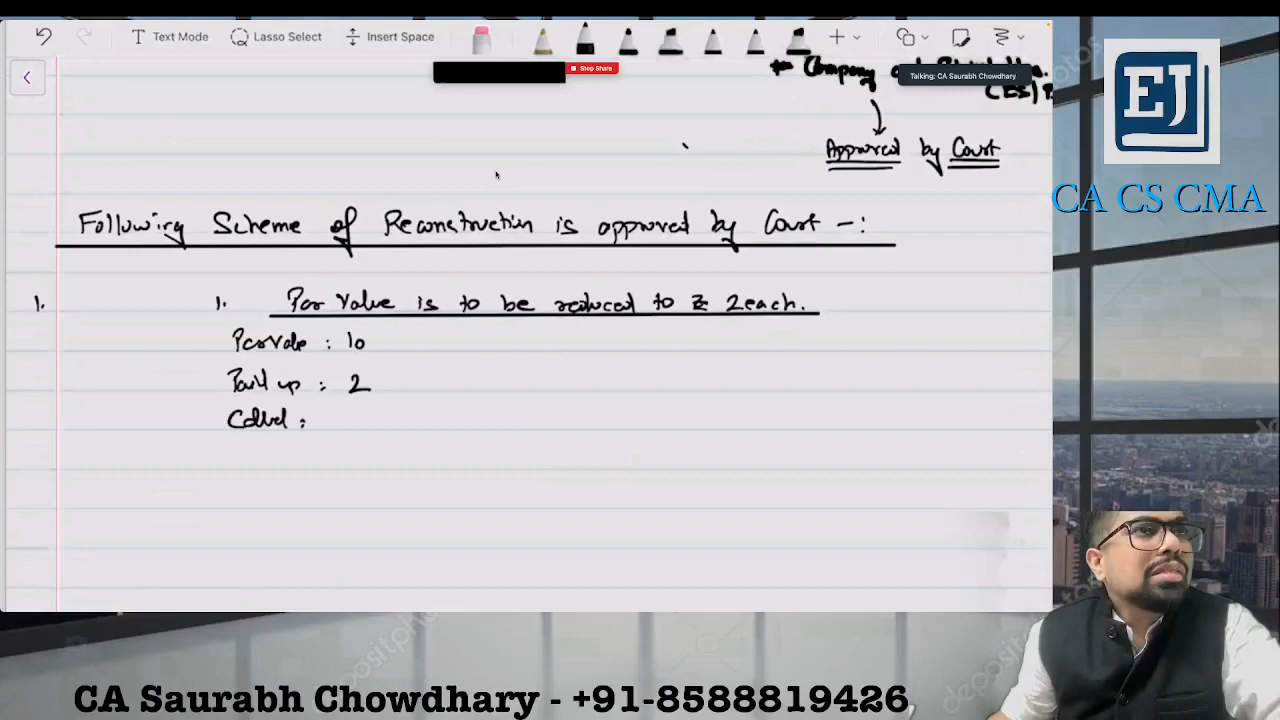 Text Mode Lasso Select Insert Space
Stop Share
Talking: CA Saurabh Chowdhary
Company
(ES)
Approved by Court
Following Scheme of Reconstruction is approved by Court -:
1. 1. Par Value is to be reduced to ₹ 2 each.
Par Value : 10
Paid up : 2
Called :
EJ
CA CS CMA
depositphotos
CA Saurabh Chowdhary - +91-8588819426